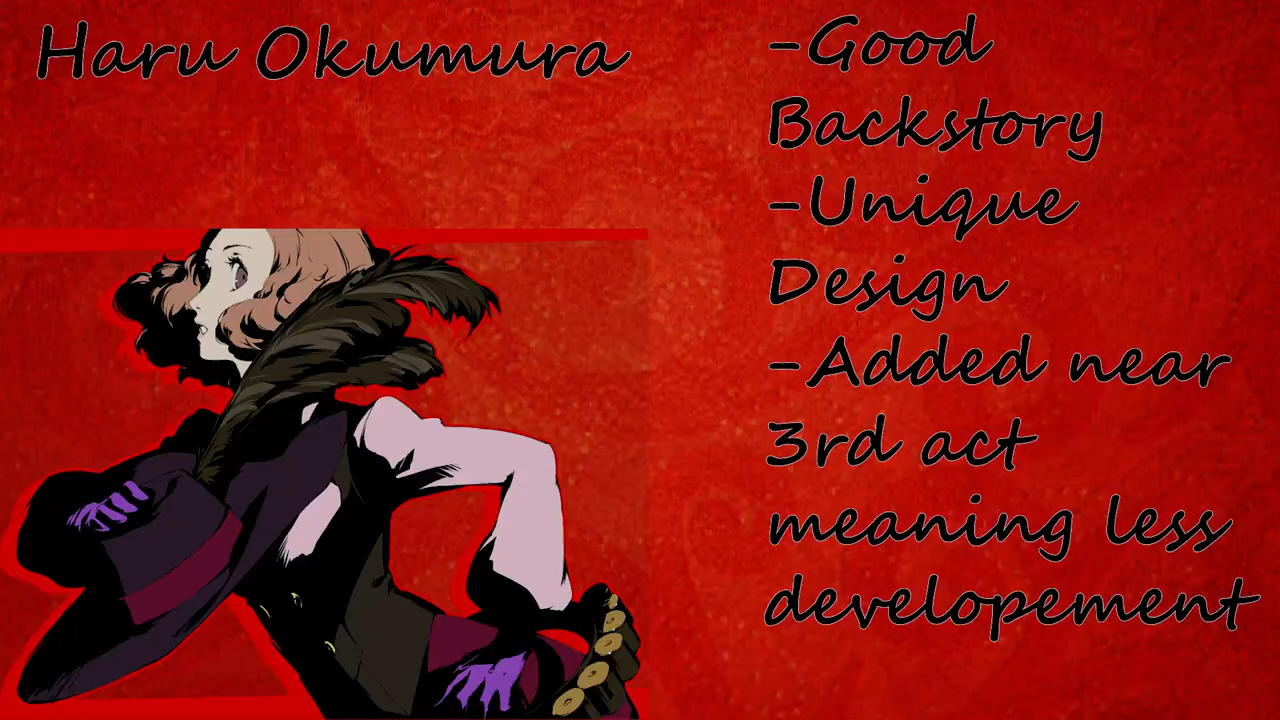 Haru Okumura
-Good
Backstory
-Unique
Design
-Added near
3rd act
meaning less
developement